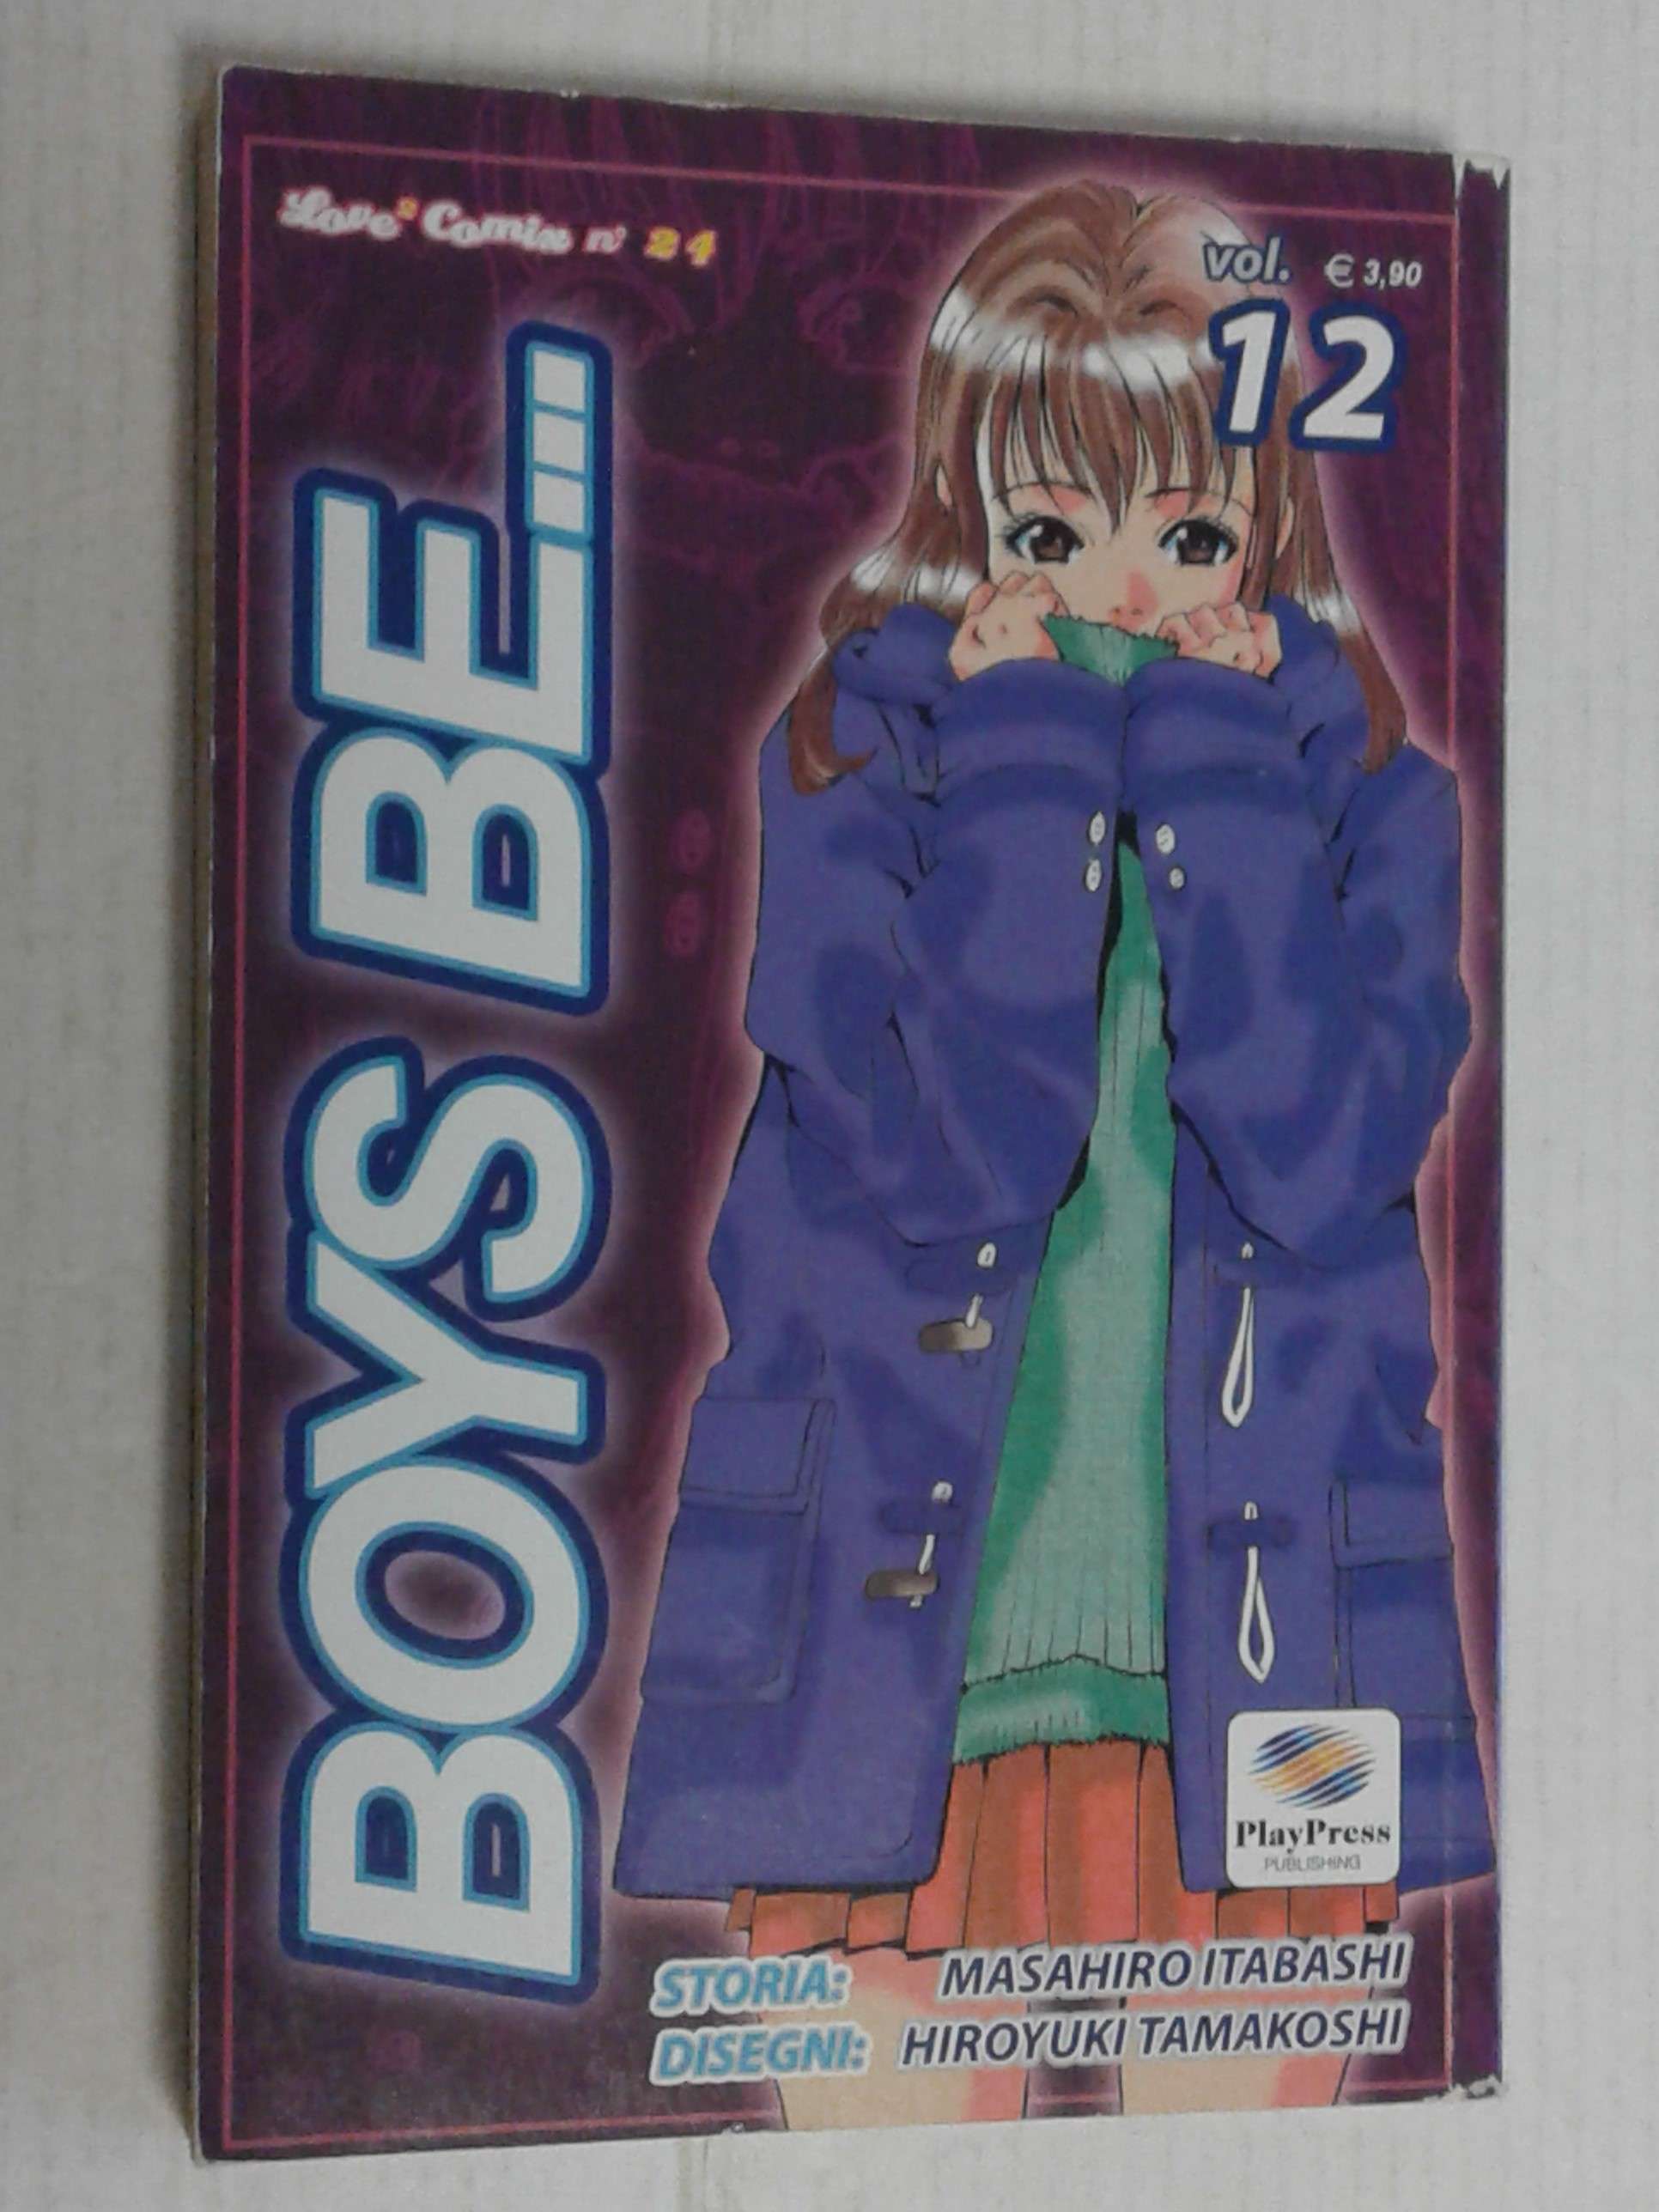 Love² Comix n° 24
vol. € 3,90
12
BOYS BE...
PlayPress
PUBLISHING
STORIA: MASAHIRO ITABASHI
DISEGNI: HIROYUKI TAMAKOSHI